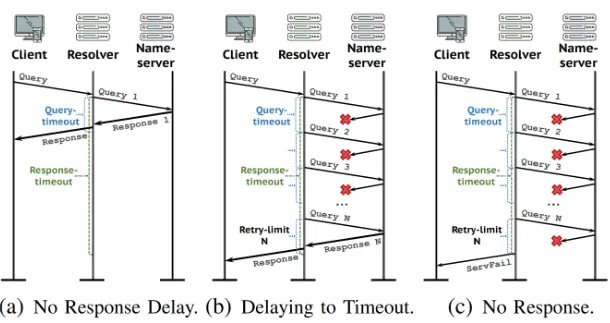 Client Resolver Name-
server
Query
Query 1
Query-
timeout
Response 1
Response
Response-
timeout
(a) No Response Delay.
Client Resolver Name-
server
Query
Query 1
Query-
timeout
Query 2
Query 3
Response-
timeout
...
Query N
Retry-limit
N
Response N
Response
(b) Delaying to Timeout.
Client Resolver Name-
server
Query
Query 1
Query-
timeout
Query 2
Query 3
Response-
timeout
...
Query N
Retry-limit
N
ServFail
(c) No Response.